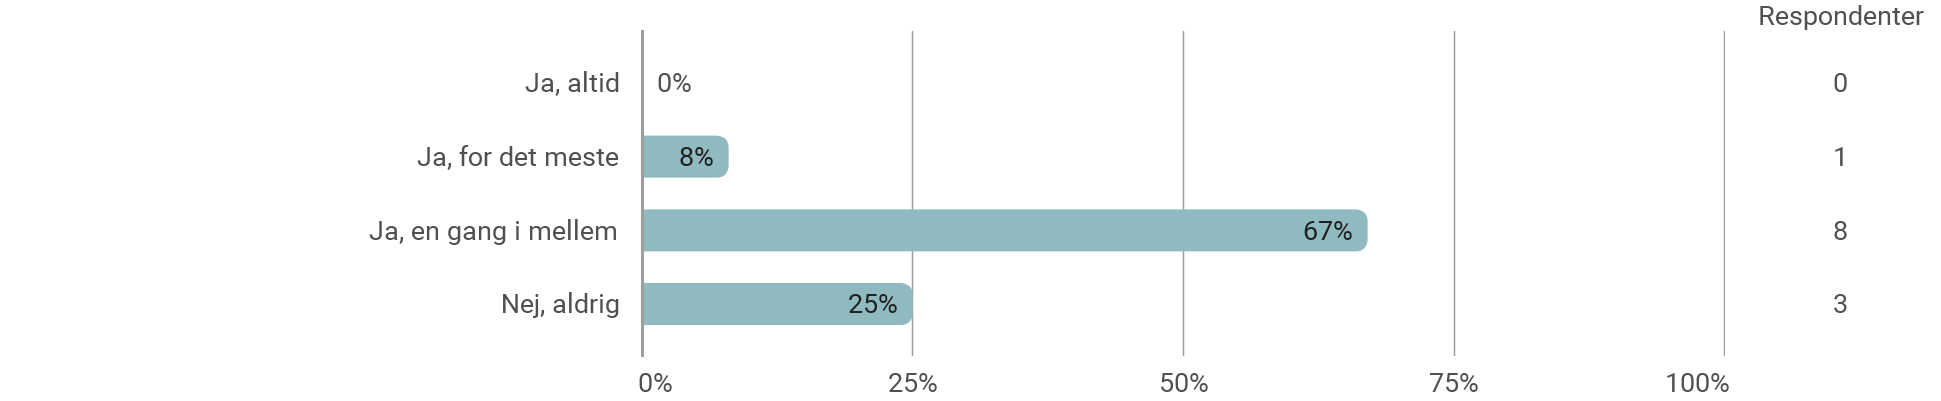 Respondenter
Ja, altid 0% 0
Ja, for det meste 8% 1
Ja, en gang i mellem 67% 8
Nej, aldrig 25% 3
0% 25% 50% 75% 100%